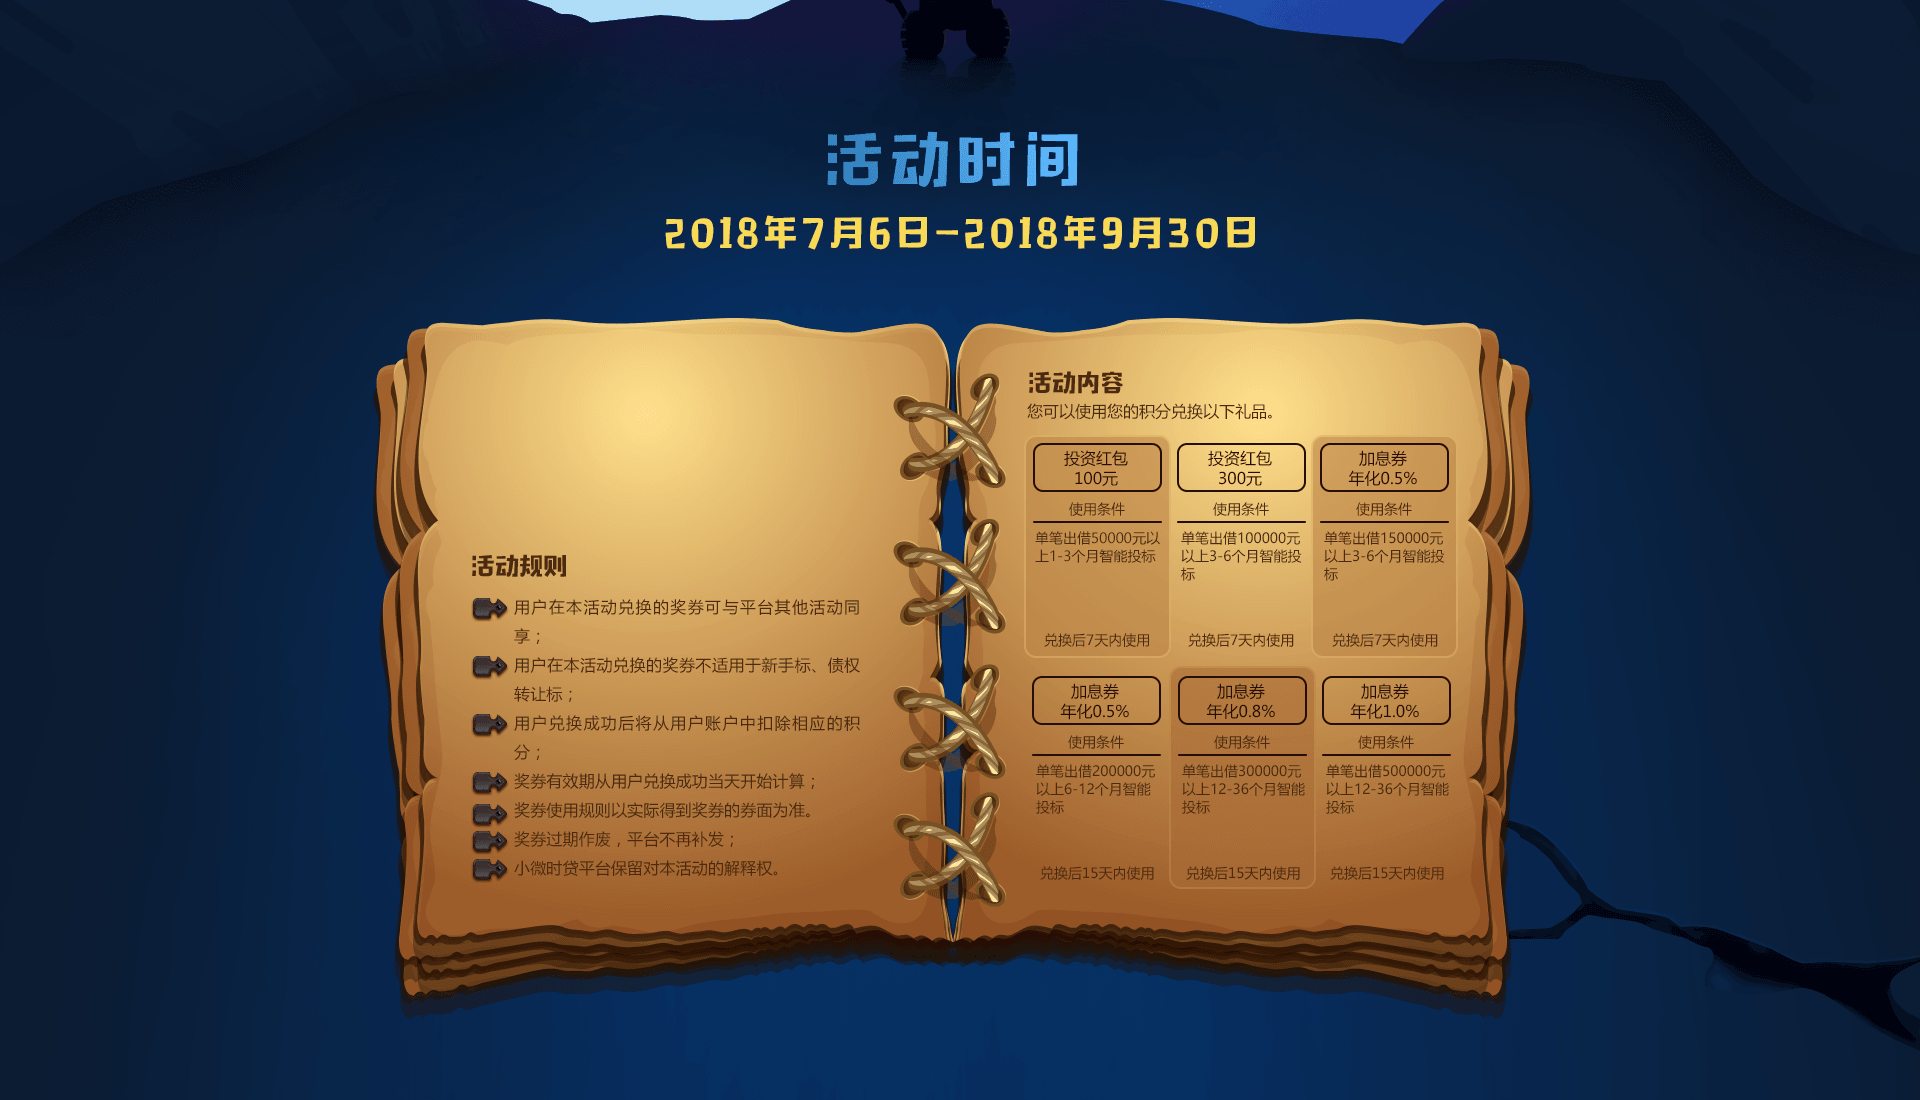 活动时间
2018年7月6日-2018年9月30日
活动规则
用户在本活动兑换的奖券可与平台其他活动同
享；
用户在本活动兑换的奖券不适用于新手标、债权
转让标；
用户兑换成功后将从用户账户中扣除相应的积
分；
奖券有效期从用户兑换成功当天开始计算；
奖券使用规则以实际得到奖券的券面为准。
奖券过期作废，平台不再补发；
小微时贷平台保留对本活动的解释权。
活动内容
您可以使用您的积分兑换以下礼品。
投资红包
100元
使用条件
单笔出借50000元以
上1-3个月智能投标
兑换后7天内使用
投资红包
300元
使用条件
单笔出借100000元
以上3-6个月智能投
标
兑换后7天内使用
加息券
年化0.5%
使用条件
单笔出借150000元
以上3-6个月智能投
标
兑换后7天内使用
加息券
年化0.5%
使用条件
单笔出借200000元
以上6-12个月智能
投标
兑换后15天内使用
加息券
年化0.8%
使用条件
单笔出借300000元
以上12-36个月智能
投标
兑换后15天内使用
加息券
年化1.0%
使用条件
单笔出借500000元
以上12-36个月智能
投标
兑换后15天内使用